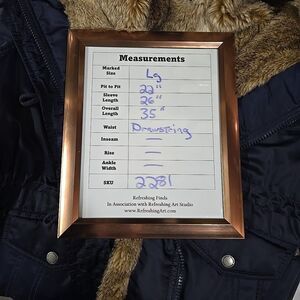 Measurements
Marked Size Lg
Pit to Pit 22"
Sleeve Length 26"
Overall Length 35"
Waist Drawstring
Inseam —
Rise —
Ankle Width —
SKU 2281
Refreshing Finds
In Association with Refreshing Art Studio
www.RefreshingArt.com